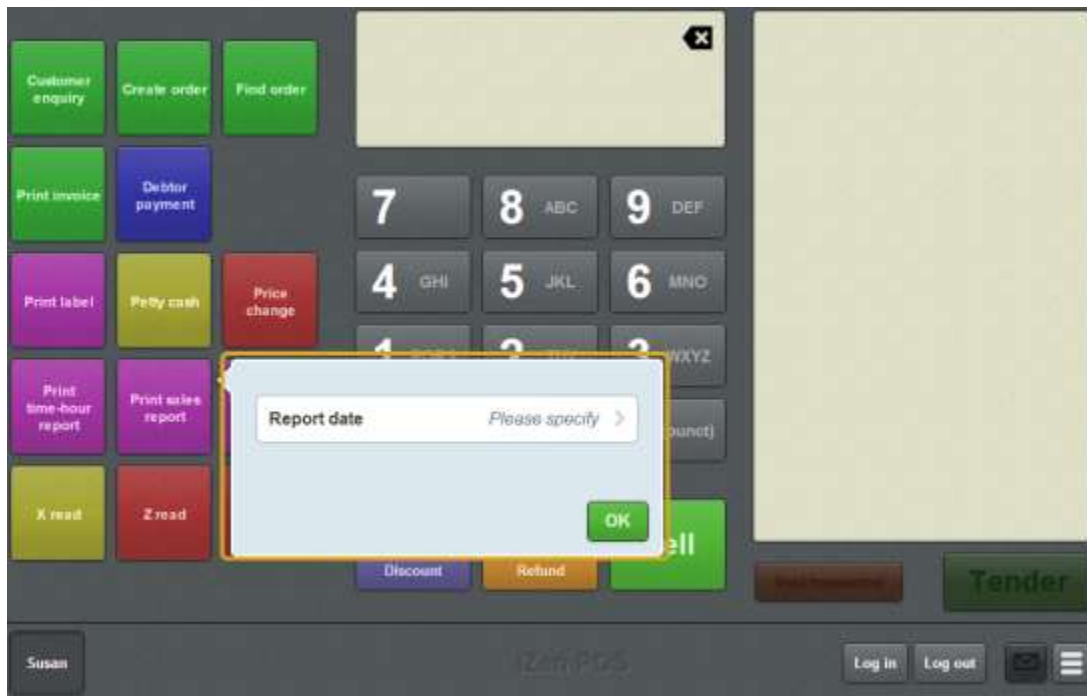 Customer
enquiry
Create order
Find order
Print invoice
Debtor
payment
7
8 ABC
9 DEF
4 GHI
5 JKL
6 MNO
Print label
Petty cash
Price
change
WXYZ
Print
time-hour
report
Print sales
report
Report date
Please specify
X read
Z read
OK
Discount
Refund
Tender
Susan
Log in
Log out